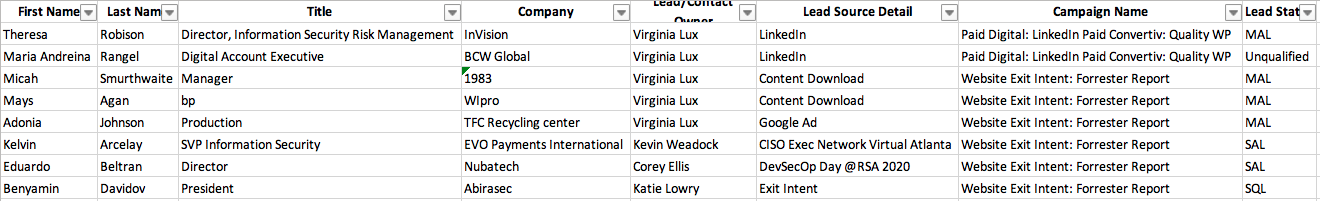 First Name Last Nam Title Company Lead/Contact Owner Lead Source Detail Campaign Name Lead Stat
Theresa Robison Director, Information Security Risk Management InVision Virginia Lux LinkedIn Paid Digital: LinkedIn Paid Convertiv: Quality WP MAL
Maria Andreina Rangel Digital Account Executive BCW Global Virginia Lux LinkedIn Paid Digital: LinkedIn Paid Convertiv: Quality WP Unqualified
Micah Smurthwaite Manager 1983 Virginia Lux Content Download Website Exit Intent: Forrester Report MAL
Mays Agan bp WIpro Virginia Lux Content Download Website Exit Intent: Forrester Report MAL
Adonia Johnson Production TFC Recycling center Virginia Lux Google Ad Website Exit Intent: Forrester Report MAL
Kelvin Arcelay SVP Information Security EVO Payments International Kevin Weadock CISO Exec Network Virtual Atlanta Website Exit Intent: Forrester Report SAL
Eduardo Beltran Director Nubatech Corey Ellis DevSecOp Day @RSA 2020 Website Exit Intent: Forrester Report SAL
Benyamin Davidov President Abirasec Katie Lowry Exit Intent Website Exit Intent: Forrester Report SQL